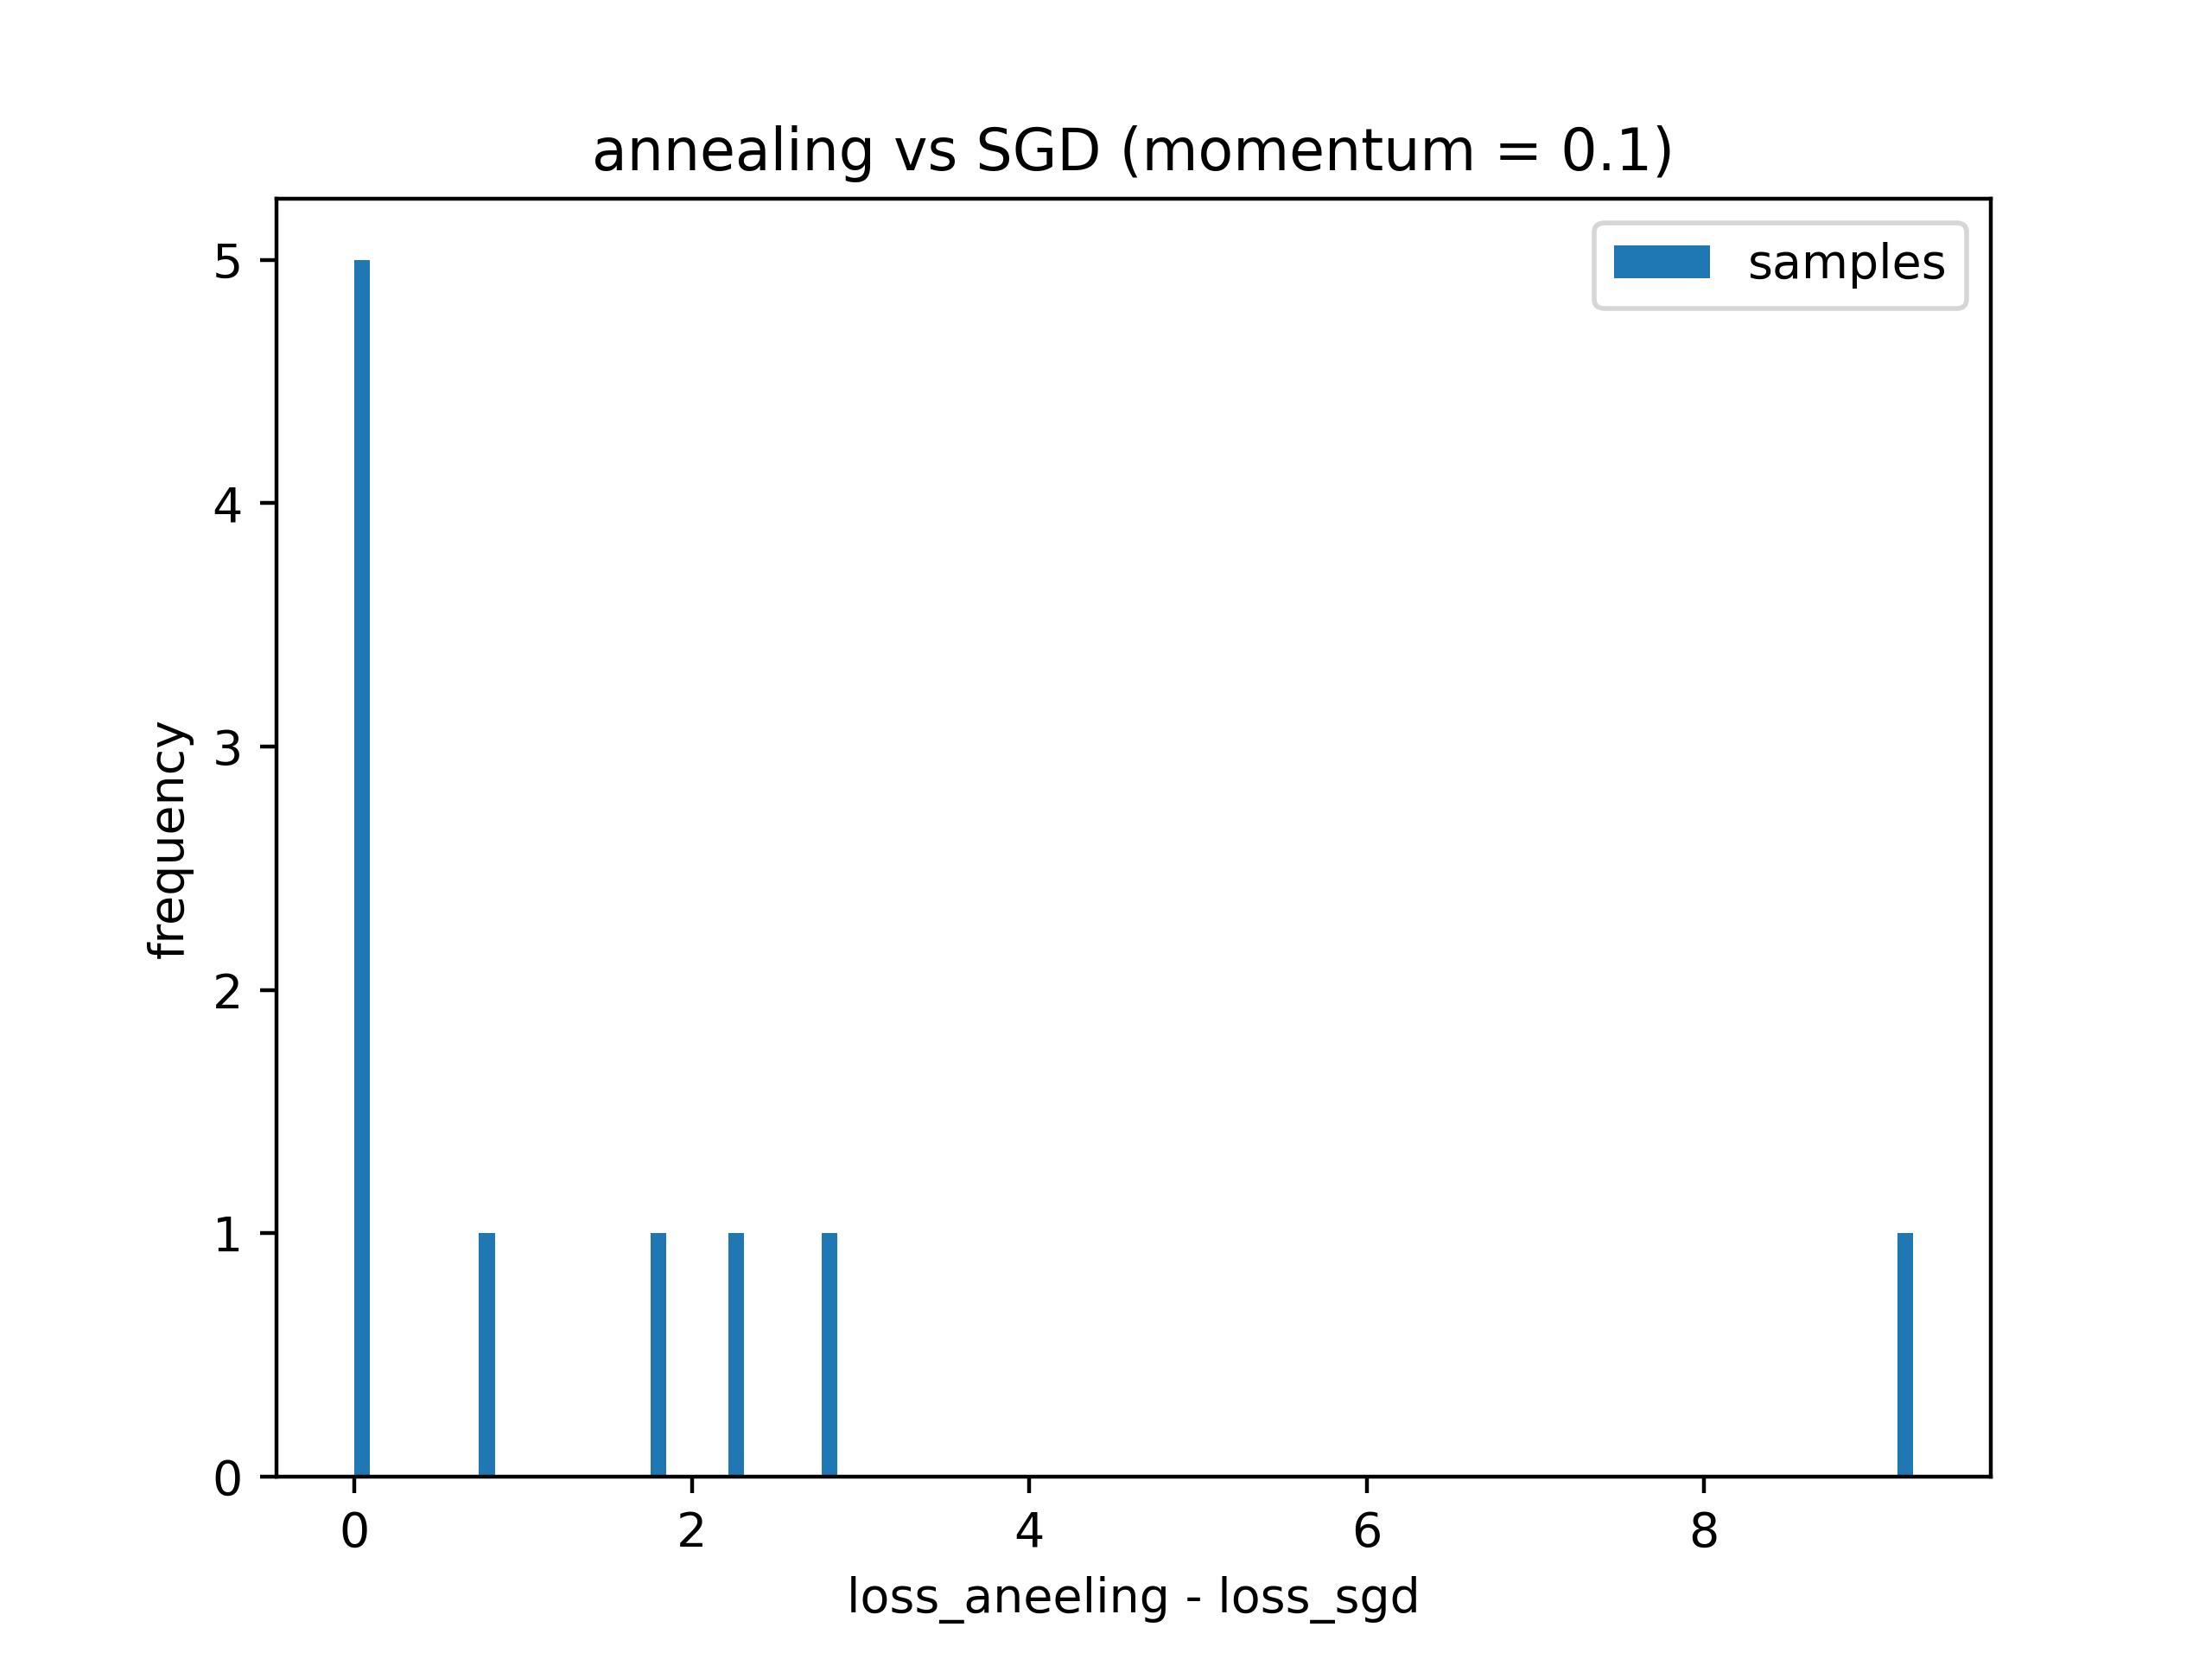 annealing vs SGD (momentum = 0.1)
samples
frequency
5
4
3
2
1
0
0 2 4 6 8
loss_aneeling - loss_sgd